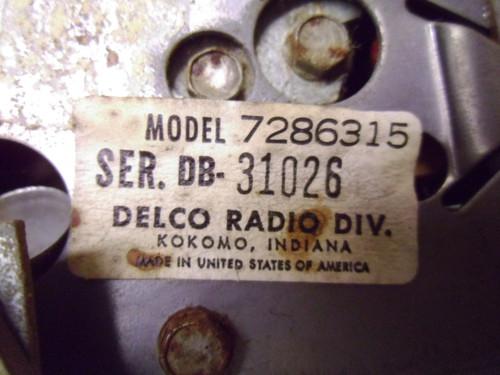 MODEL 7286315
SER. DB- 31026
DELCO RADIO DIV.
KOKOMO, INDIANA
MADE IN UNITED STATES OF AMERICA